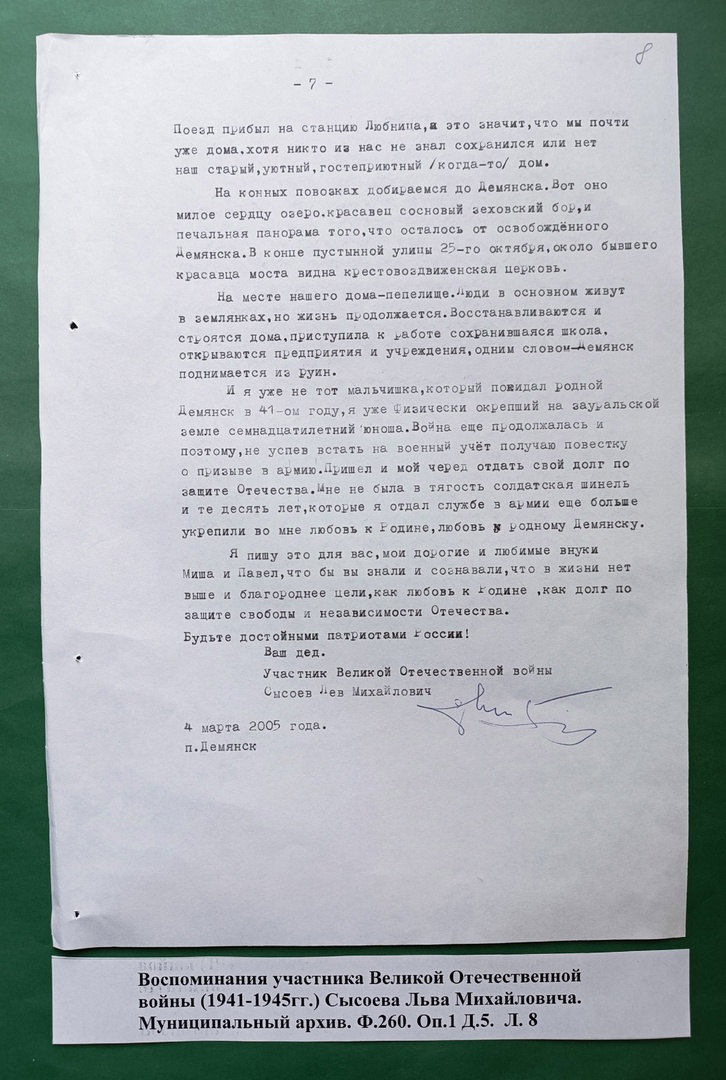 8
- 7 -
Поезд прибыл на станцию Любница,а это значит,что мы почти
уже дома,хотя никто из нас не знал сохранился или нет
наш старый,уютный,гостеприютный /когда-то/ дом.
На конных повозках добираемся до Демянска.Вот оно
милое сердцу озеро.красавец сосновый зеховский бор,и
печальная панорама того,что осталось от освобождённого
Демянска.В конце пустынной улицы 25-го октября,около бывшего
красавца моста видна крестовоздвиженская церковь.
На месте нашего дома-пепелище.Люди в основном живут
в землянках,но жизнь продолжается.Восстанавливаются и
строятся дома,приступила к работе сохранившаяся школа,
открываются предприятия и учреждения,одним словом-Демянск
поднимается из руин.
И я уже не тот мальчишка,который покидал родной
Демянск в 41-ом году,я уже физически окрепший на зауральской
земле семнадцатилетний юноша.Война еще продолжалась и
поэтому,не успев встать на военный учёт получаю повестку
о призыве в армию.Пришел и мой черед отдать свой долг по
защите Отечества.Мне не была в тягость солдатская шинель
и те десять лет,которые я отдал службе в армии еще больше
укрепили во мне любовь к Родине,любовь к родному Демянску.
Я пишу это для вас,мои дорогие и любимые внуки
Миша и Павел,что бы вы знали и сознавали,что в жизни нет
выше и благороднее цели,как любовь к Родине ,как долг по
защите свободы и независимости Отечества.
Будьте достойными патриотами России!
Ваш дед.
Участник Великой Отечественной войны
Сысоев Лев Михайлович
4 марта 2005 года.
п.Демянск
Воспоминания участника Великой Отечественной
войны (1941-1945гг.) Сысоева Льва Михайловича.
Муниципальный архив. Ф.260. Оп.1 Д.5. Л. 8